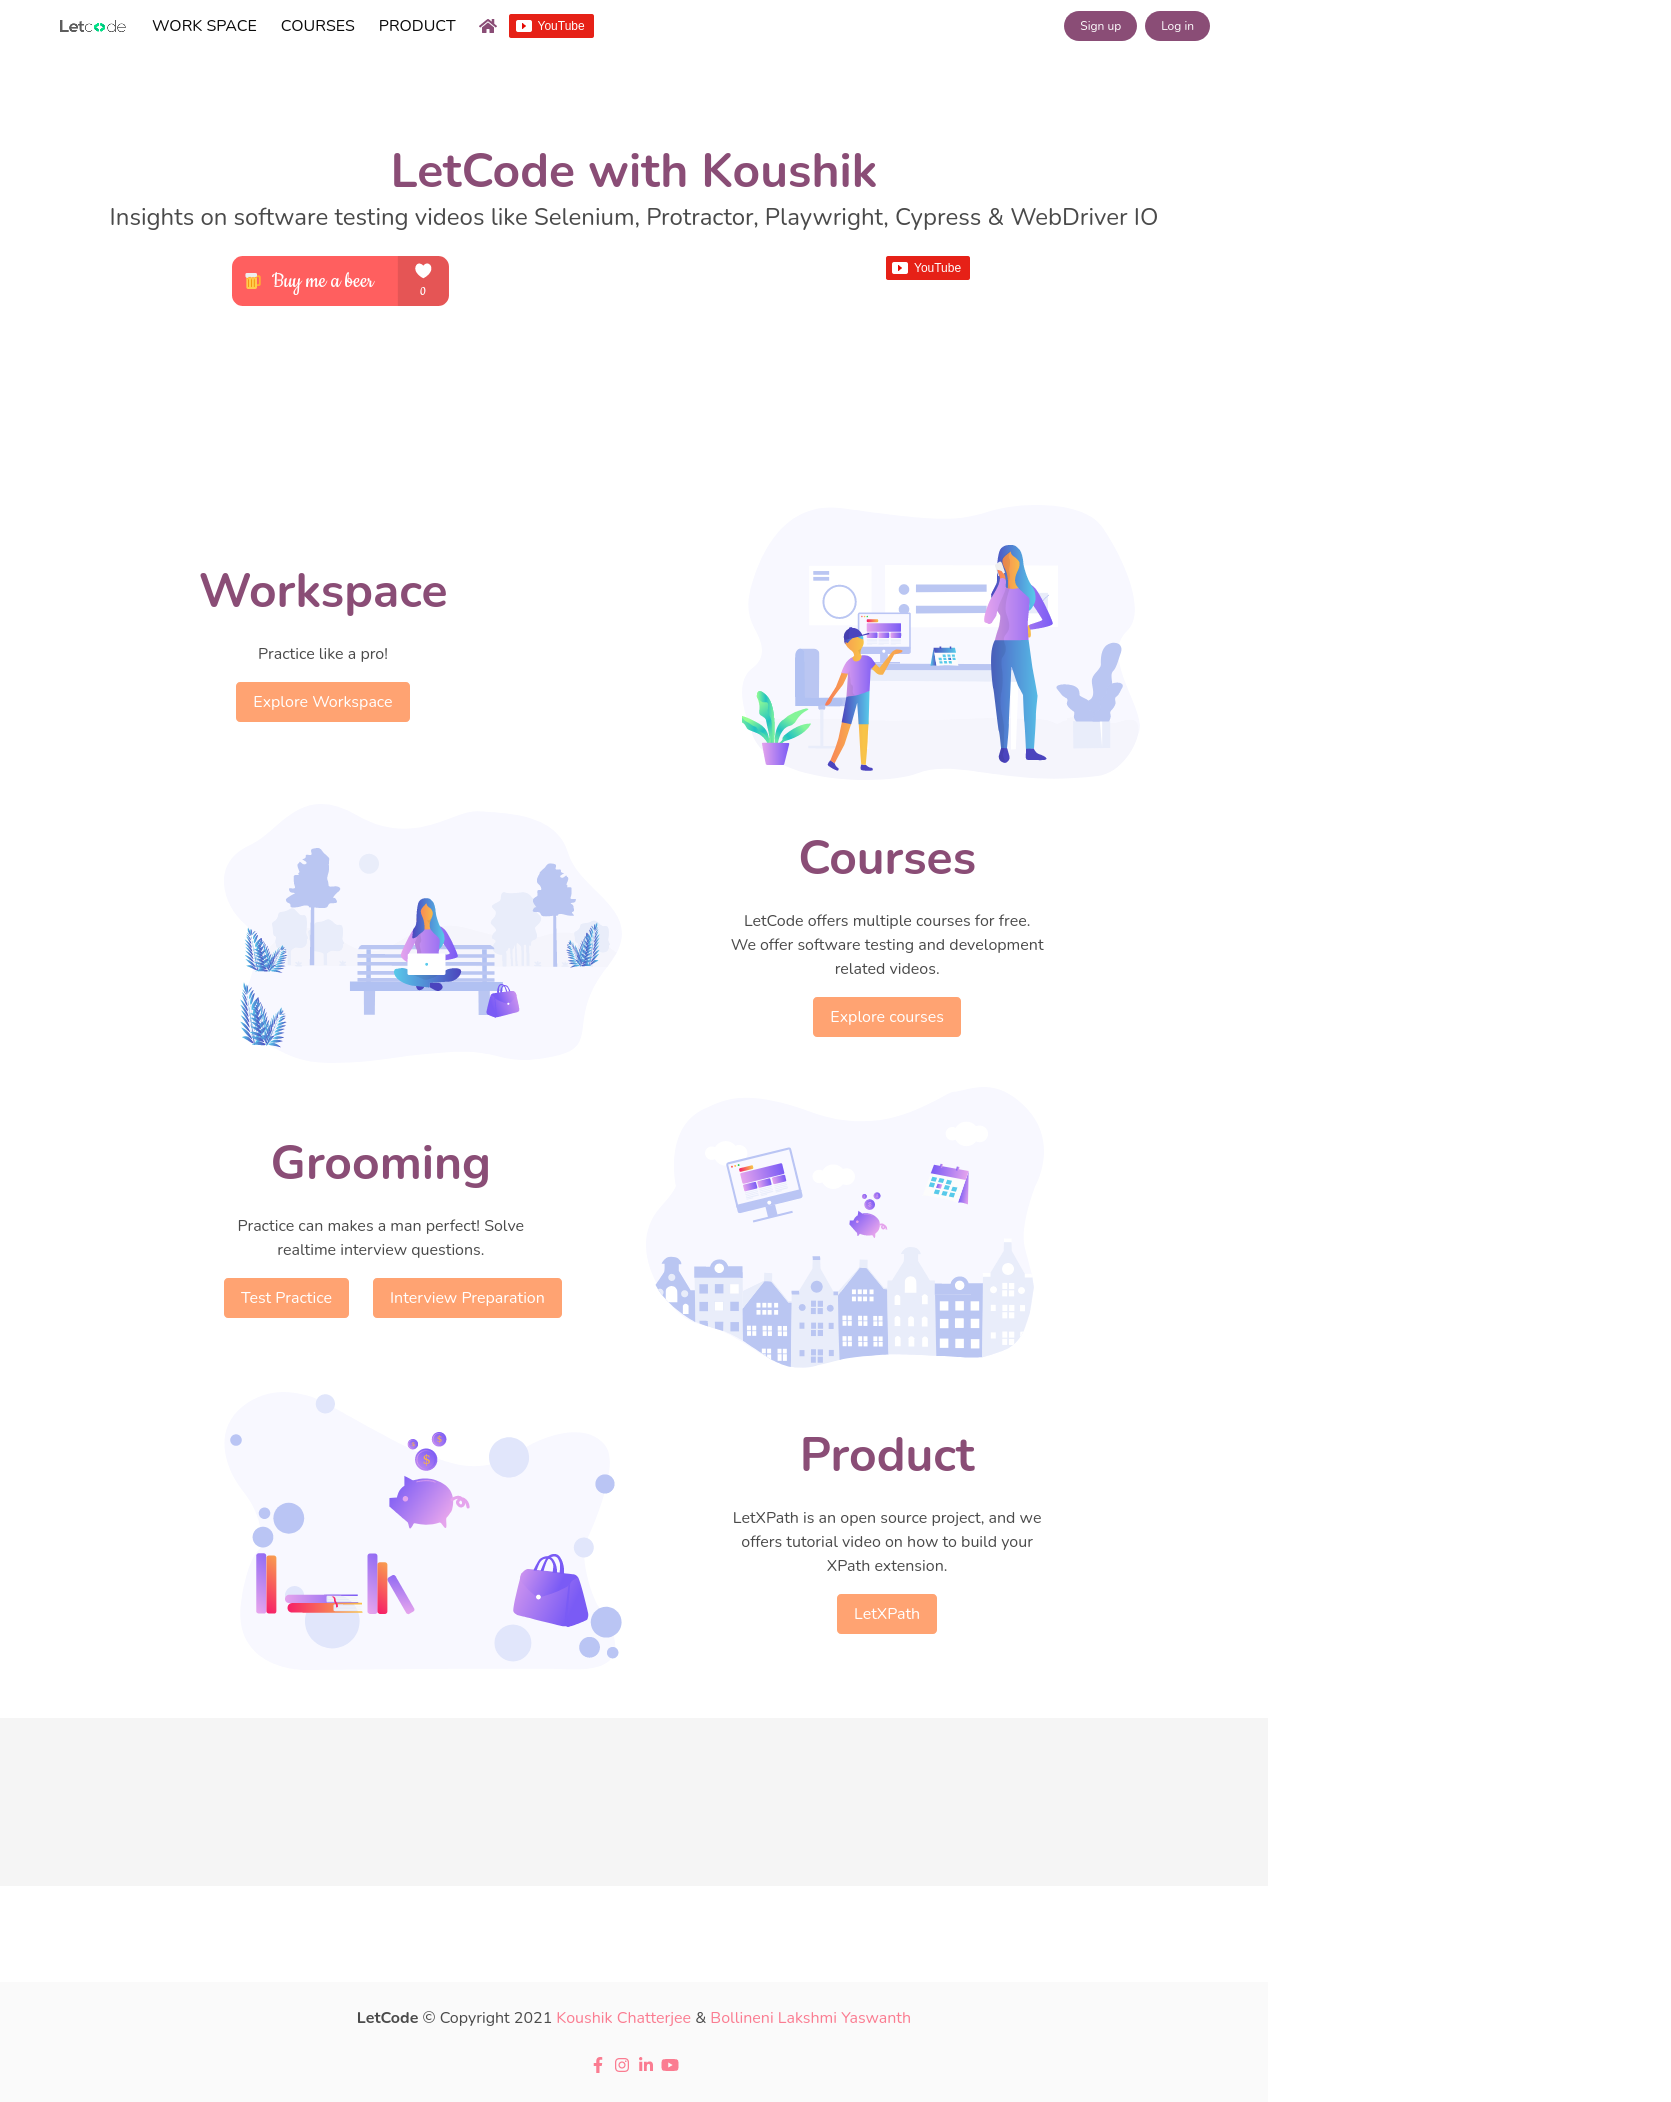 Letcode WORK SPACE COURSES PRODUCT YouTube Sign up Log in
LetCode with Koushik
Insights on software testing videos like Selenium, Protractor, Playwright, Cypress & WebDriver IO
Buy me a beer 0 YouTube
Workspace
Practice like a pro!
Explore Workspace
Courses
LetCode offers multiple courses for free.
We offer software testing and development
related videos.
Explore courses
Grooming
Practice can makes a man perfect! Solve
realtime interview questions.
Test Practice Interview Preparation
Product
LetXPath is an open source project, and we
offers tutorial video on how to build your
XPath extension.
LetXPath
LetCode © Copyright 2021 Koushik Chatterjee & Bollineni Lakshmi Yaswanth